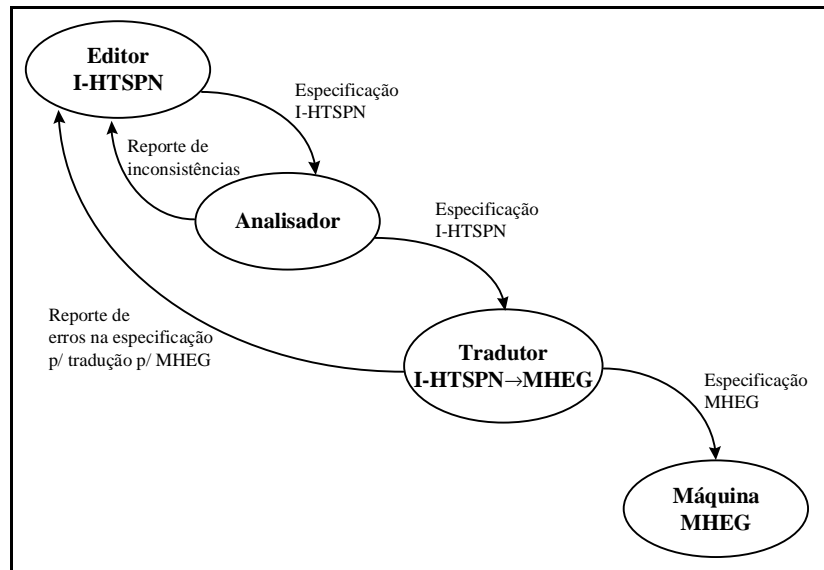 Editor
I-HTSPN
Especificação
I-HTSPN
Reporte de
inconsistências
Analisador
Especificação
I-HTSPN
Reporte de
erros na especificação
p/ tradução p/ MHEG
Tradutor
I-HTSPN→MHEG
Especificação
MHEG
Máquina
MHEG